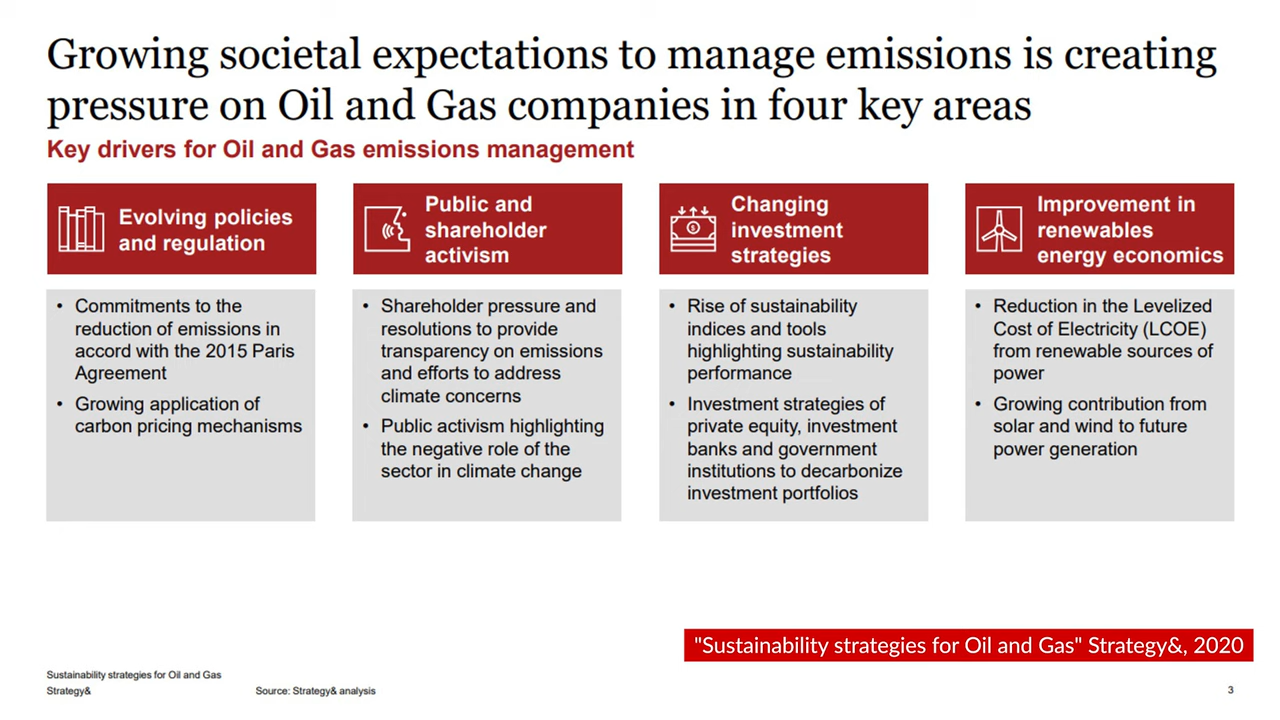 Growing societal expectations to manage emissions is creating
pressure on Oil and Gas companies in four key areas
Key drivers for Oil and Gas emissions management
Evolving policies
and regulation
• Commitments to the
reduction of emissions in
accord with the 2015 Paris
Agreement
• Growing application of
carbon pricing mechanisms
Public and
shareholder
activism
• Shareholder pressure and
resolutions to provide
transparency on emissions
and efforts to address
climate concerns
• Public activism highlighting
the negative role of the
sector in climate change
Changing
investment
strategies
• Rise of sustainability
indices and tools
highlighting sustainability
performance
• Investment strategies of
private equity, investment
banks and government
institutions to decarbonize
investment portfolios
Improvement in
renewables
energy economics
• Reduction in the Levelized
Cost of Electricity (LCOE)
from renewable sources of
power
• Growing contribution from
solar and wind to future
power generation
"Sustainability strategies for Oil and Gas" Strategy&, 2020
Sustainability strategies for Oil and Gas
Strategy&
Source: Strategy& analysis
3